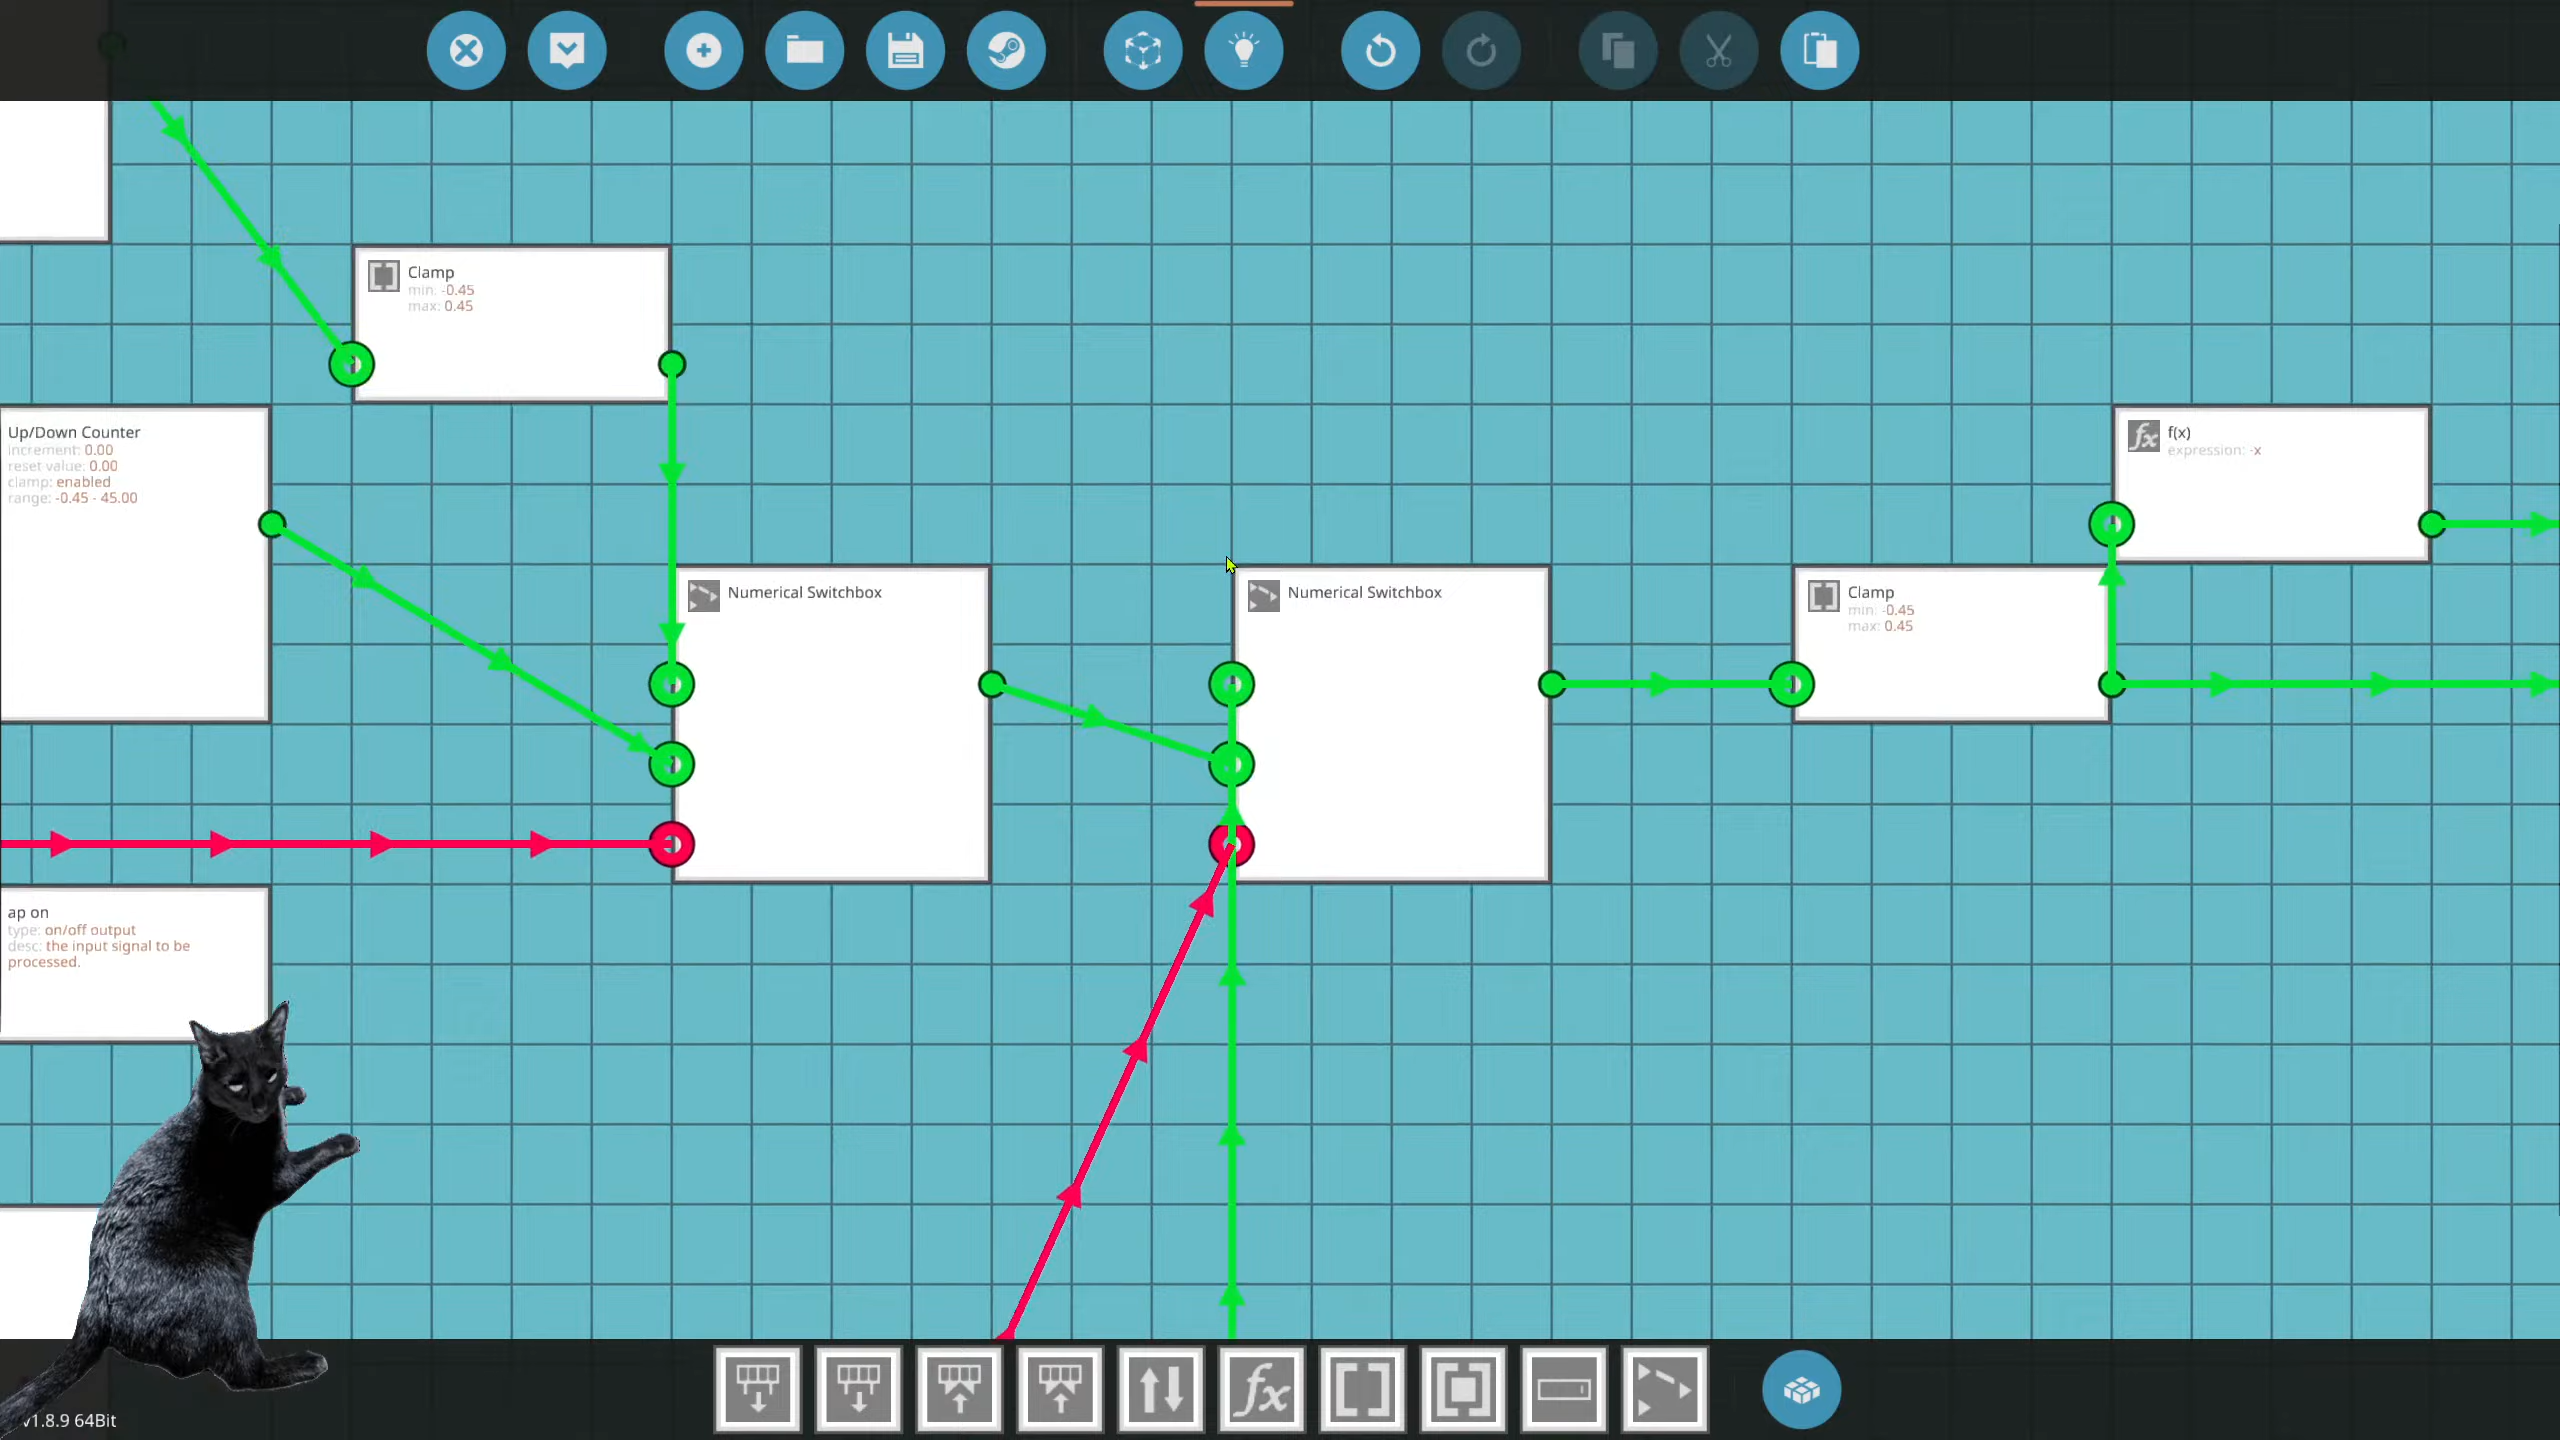 Clamp
min: -0.45
max: 0.45
Up/Down Counter
increment: 0.00
reset value: 0.00
clamp: enabled
range: -0.45 - 45.00
fx
f(x)
expression: -x
Numerical Switchbox
Numerical Switchbox
Clamp
min: -0.45
max: 0.45
ap on
type: on/off output
desc: the input signal to be
processed.
fx
v1.8.9 64Bit